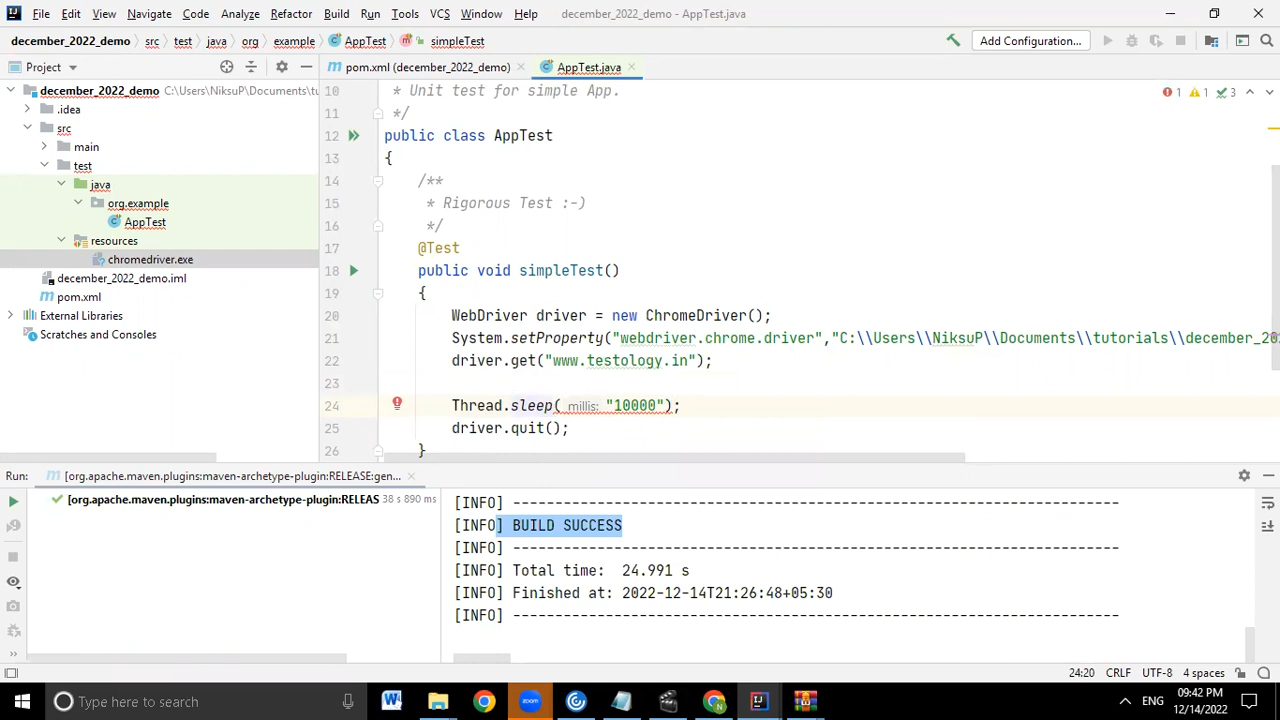 File Edit View Navigate Code Analyze Refactor Build Run Tools VCS Window Help december_2022_demo - AppTest.java
december_2022_demo src test java org example AppTest simpleTest Add Configuration...
Project pom.xml (december_2022_demo) AppTest.java
december_2022_demo C:\Users\NiksuP\Documents\tu
.idea
src
main
test
java
org.example
AppTest
resources
chromedriver.exe
december_2022_demo.iml
pom.xml
External Libraries
Scratches and Consoles
1 1 3
10 * Unit test for simple App.
11 */
12 public class AppTest
13 {
14 /**
15 * Rigorous Test :-)
16 */
17 @Test
18 public void simpleTest()
19 {
20 WebDriver driver = new ChromeDriver();
21 System.setProperty("webdriver.chrome.driver","C:\\Users\\NiksuP\\Documents\\tutorials\\december_20
22 driver.get("www.testology.in");
23
24 Thread.sleep( millis: "10000");
25 driver.quit();
26 }
Run: [org.apache.maven.plugins:maven-archetype-plugin:RELEASE:gen...
[org.apache.maven.plugins:maven-archetype-plugin:RELEAS 38 s 890 ms
[INFO] ------------------------------------------------------------------------
[INFO] BUILD SUCCESS
[INFO] ------------------------------------------------------------------------
[INFO] Total time:  24.991 s
[INFO] Finished at: 2022-12-14T21:26:48+05:30
[INFO] ------------------------------------------------------------------------
24:20 CRLF UTF-8 4 spaces
Type here to search zoom ENG 09:42 PM
12/14/2022